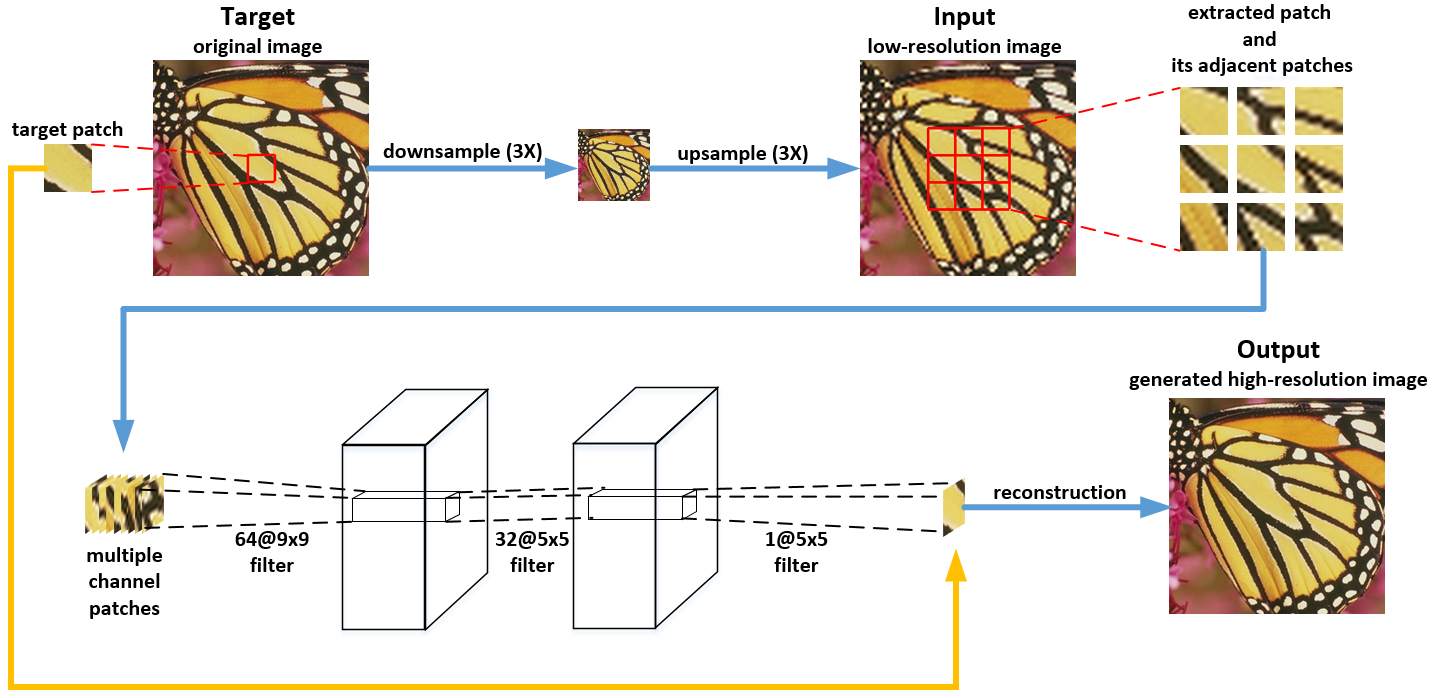 Target
original image
Input
low-resolution image
extracted patch
and
its adjacent patches
target patch
downsample (3X)
upsample (3X)
Output
generated high-resolution image
multiple
channel
patches
64@9x9
filter
32@5x5
filter
1@5x5
filter
reconstruction